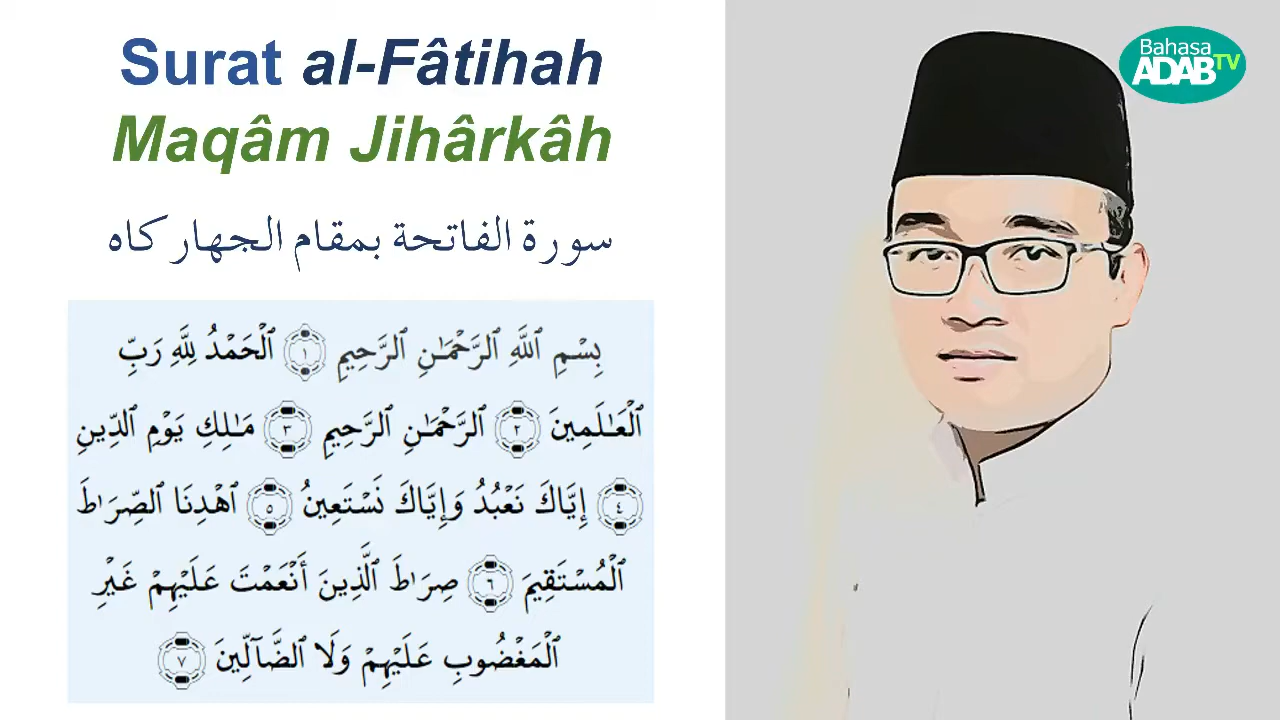 Surat al-Fâtihah
Maqâm Jihârkâh
سورة الفاتحة بمقام الجهار كاه
بِسْمِ ٱللَّهِ ٱلرَّحْمَـٰنِ ٱلرَّحِيمِ ١ ٱلْحَمْدُ لِلَّهِ رَبِّ
ٱلْعَـٰلَمِينَ ٢ ٱلرَّحْمَـٰنِ ٱلرَّحِيمِ ٣ مَـٰلِكِ يَوْمِ ٱلدِّينِ
٤ إِيَّاكَ نَعْبُدُ وَإِيَّاكَ نَسْتَعِينُ ٥ ٱهْدِنَا ٱلصِّرَٰطَ
ٱلْمُسْتَقِيمَ ٦ صِرَٰطَ ٱلَّذِينَ أَنْعَمْتَ عَلَيْهِمْ غَيْرِ
ٱلْمَغْضُوبِ عَلَيْهِمْ وَلَا ٱلضَّآلِّينَ ٧
Bahasa
ADAB TV